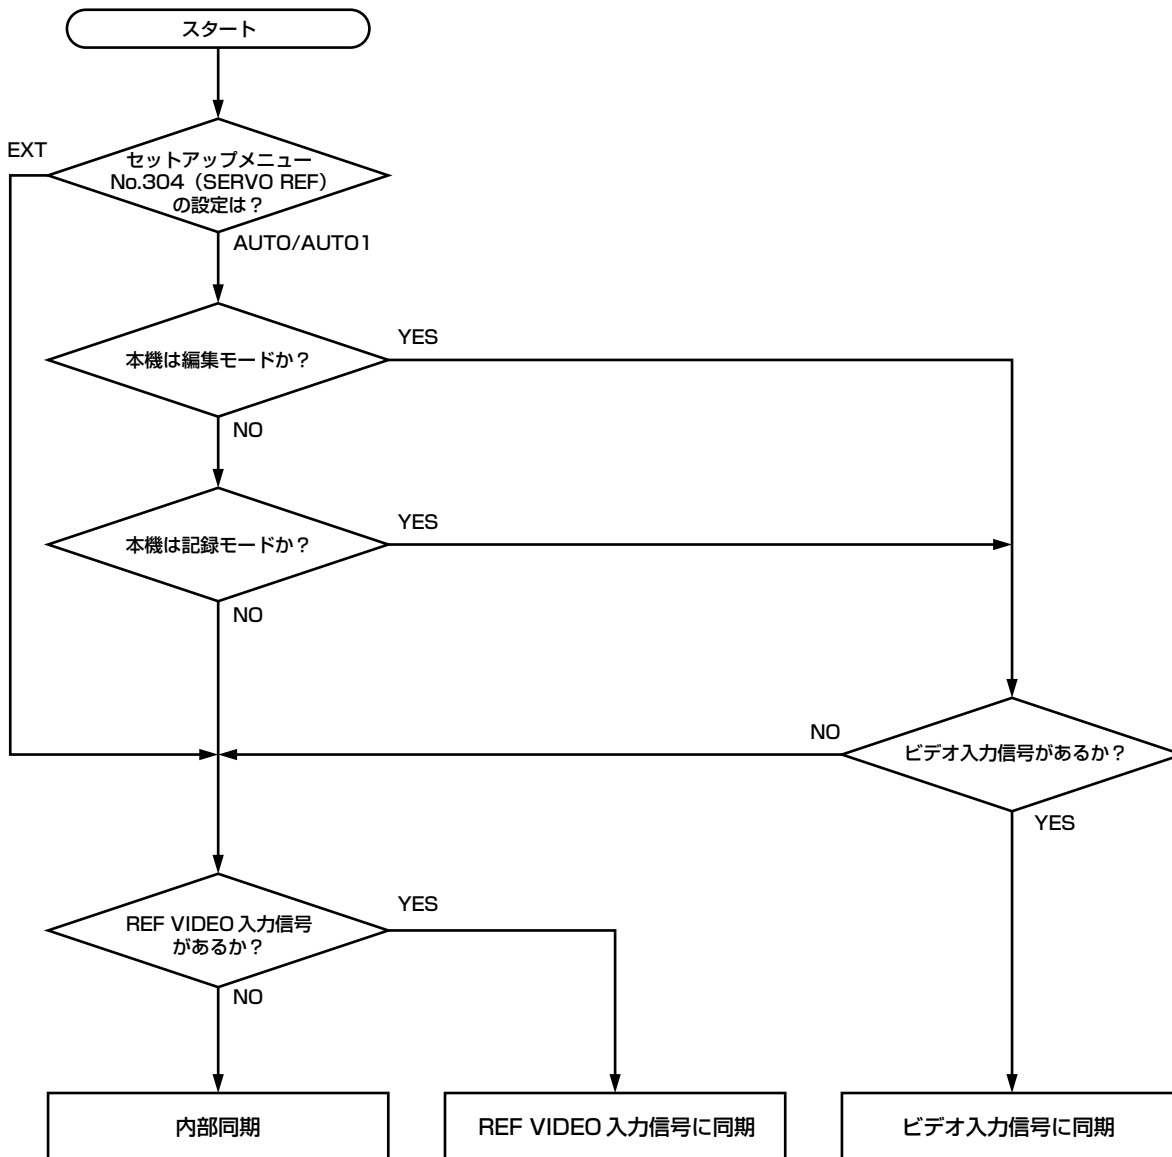 スタート
EXT
セットアップメニュー
No.304（SERVO REF）
の設定は？
AUTO/AUTO1
本機は編集モードか？
YES
NO
本機は記録モードか？
YES
NO
ビデオ入力信号があるか？
NO
YES
REF VIDEO 入力信号
があるか？
YES
NO
内部同期
REF VIDEO 入力信号に同期
ビデオ入力信号に同期